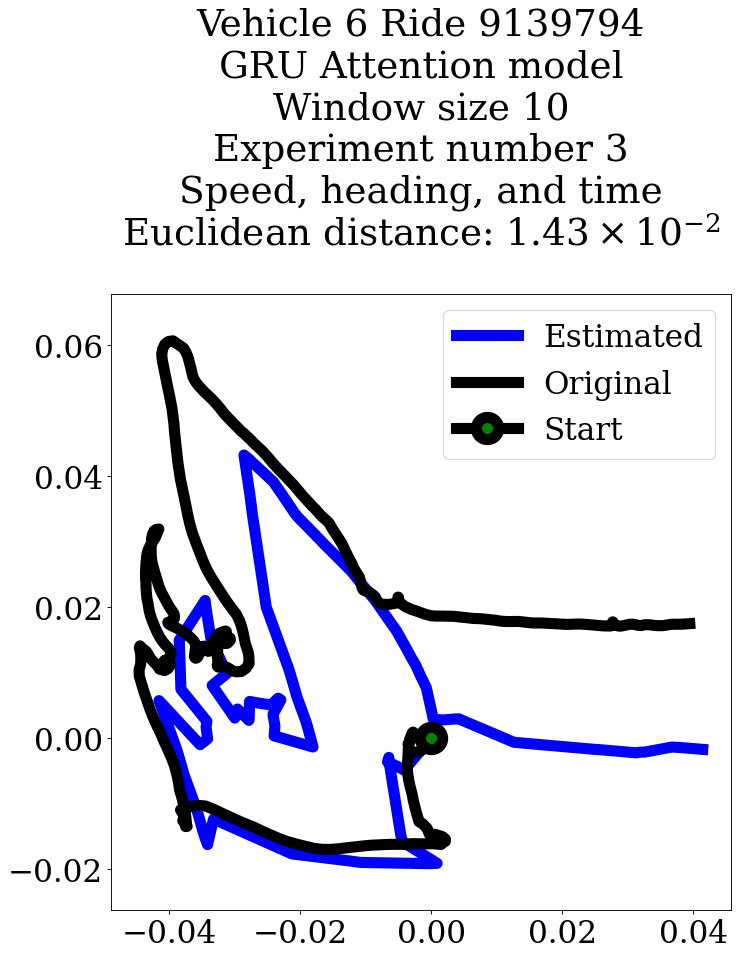 Vehicle 6 Ride 9139794
GRU Attention model
Window size 10
Experiment number 3
Speed, heading, and time
Euclidean distance: 1.43 × 10⁻²
Estimated
Original
Start
0.06
0.04
0.02
0.00
−0.02
−0.04 −0.02 0.00 0.02 0.04